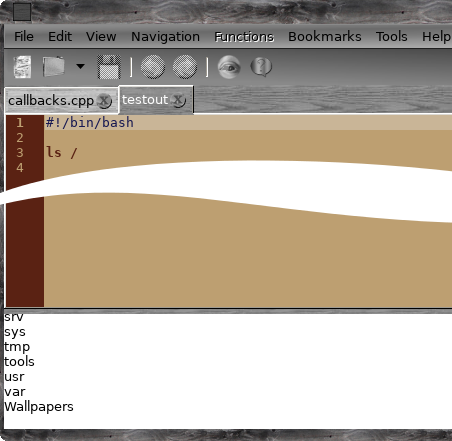 File Edit View Navigation Functions Bookmarks Tools Help
callbacks.cpp testout
1 #!/bin/bash
2
3 ls /
4
srv
sys
tmp
tools
usr
var
Wallpapers